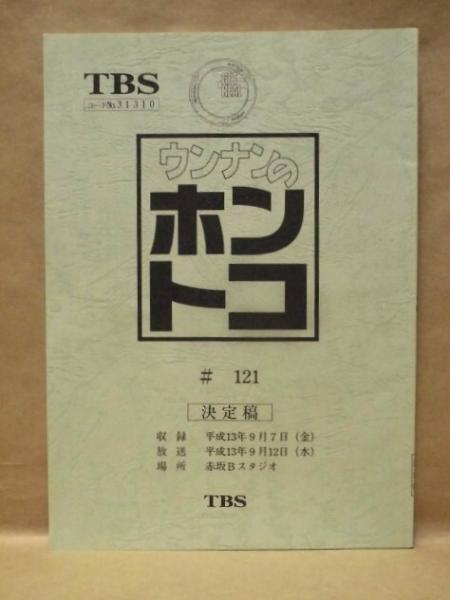 TBS
コードNo.31310
ウンナンの
ホン
トコ
# 121
決定稿
収録 平成13年9月7日(金)
放送 平成13年9月12日(水)
場所 赤坂Bスタジオ
TBS